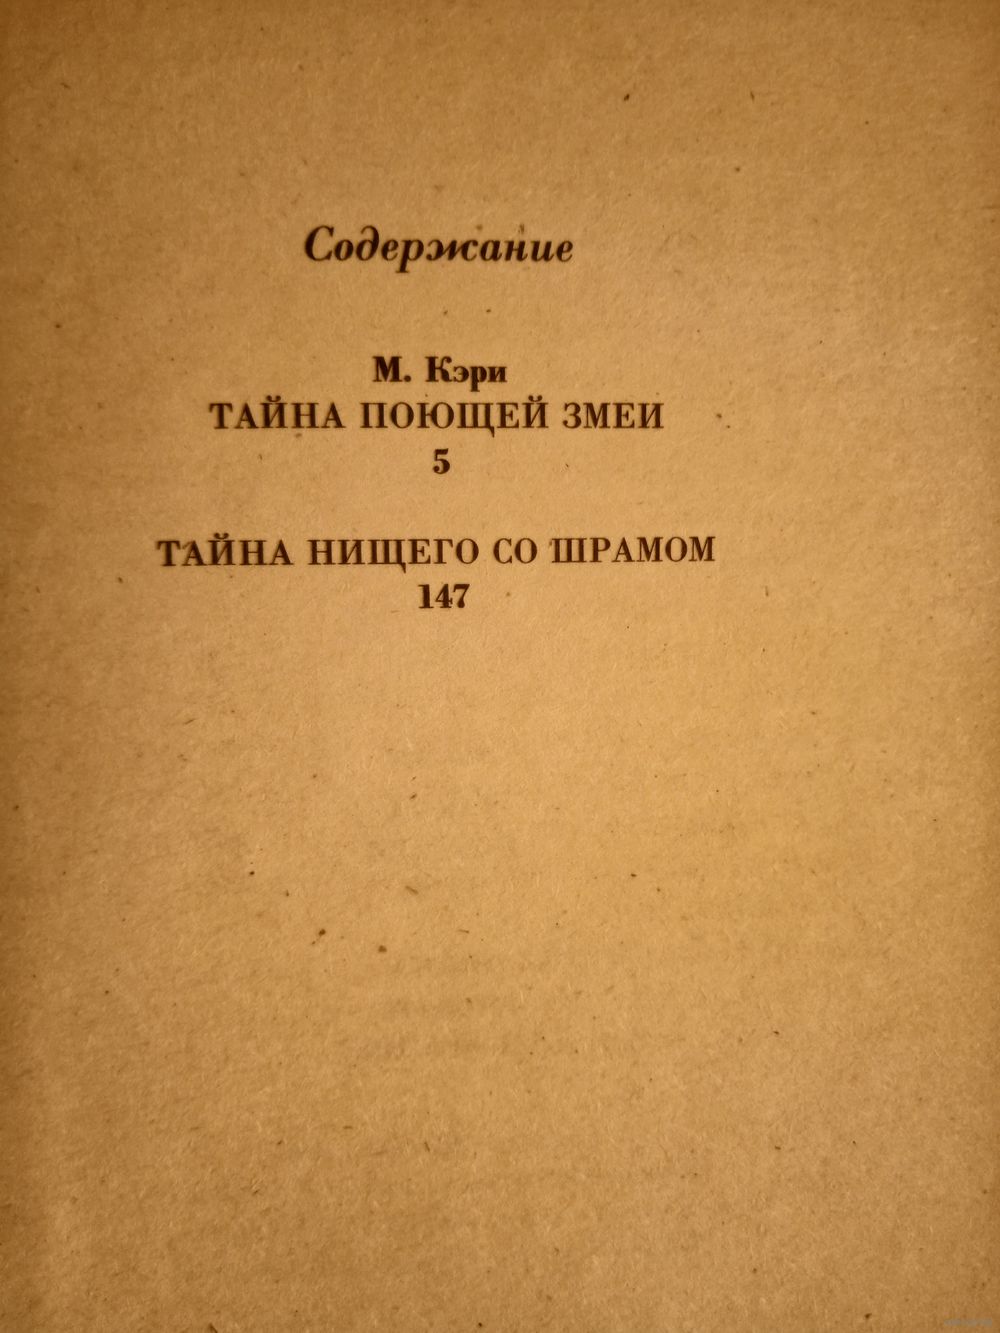 Содержание
М. Кэри
ТАЙНА ПОЮЩЕЙ ЗМЕИ
5
ТАЙНА НИЩЕГО СО ШРАМОМ
147